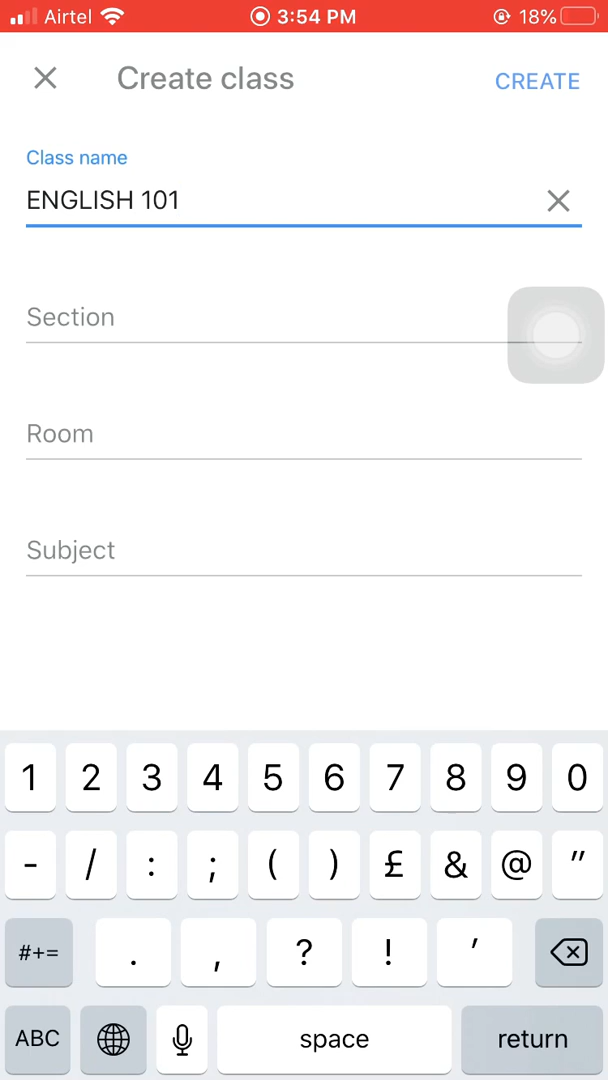 Airtel 3:54 PM 18%
Create class CREATE
Class name
ENGLISH 101
Section
Room
Subject
1 2 3 4 5 6 7 8 9 0
- / : ; ( ) £ & @ "
#+= . , ? ! '
ABC space return